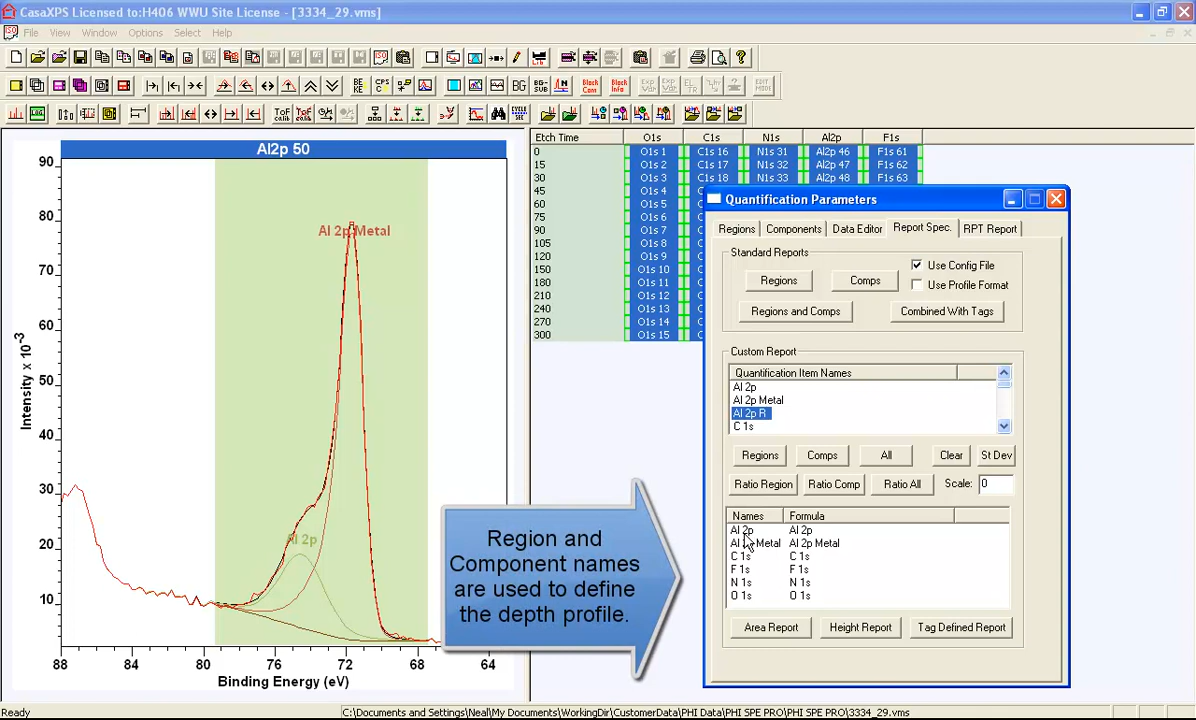 CasaXPS Licensed to:H406 WWU Site License - [3334_29.vms]
File View Window Options Select Help
Al2p 50
Al 2p Metal
Al 2p
Intensity x 10-3
90
80
70
60
50
40
30
20
10
88 84 80 76 72 68 64
Binding Energy (eV)
Etch Time O1s C1s N1s Al2p F1s
0 O1s 1 C1s 16 N1s 31 Al2p 46 F1s 61
15 O1s 2 C1s 17 N1s 32 Al2p 47 F1s 62
30 O1s 3 C1s 18 N1s 33 Al2p 48 F1s 63
45 O1s 4
60 O1s 5
75 O1s 6
90 O1s 7
105 O1s 8
120 O1s 9
150 O1s 10
180 O1s 11
210 O1s 12
240 O1s 13
270 O1s 14
300 O1s 15
Quantification Parameters
Regions Components Data Editor Report Spec. RPT Report
Standard Reports
Regions Comps Use Config File
Use Profile Format
Regions and Comps Combined With Tags
Custom Report
Quantification Item Names
Al 2p
Al 2p Metal
Al 2p R
C 1s
Regions Comps All Clear St Dev
Ratio Region Ratio Comp Ratio All Scale: 0
Names Formula
Al 2p Al 2p
Al 2p Metal Al 2p Metal
C 1s C 1s
F 1s F 1s
N 1s N 1s
O 1s O 1s
Area Report Height Report Tag Defined Report
Region and
Component names
are used to define
the depth profile.
Ready C:\Documents and Settings\Neal\My Documents\WorkingDir\CustomerData\PHI Data\PHI SPE PRO\PHI SPE PRO\3334_29.vms